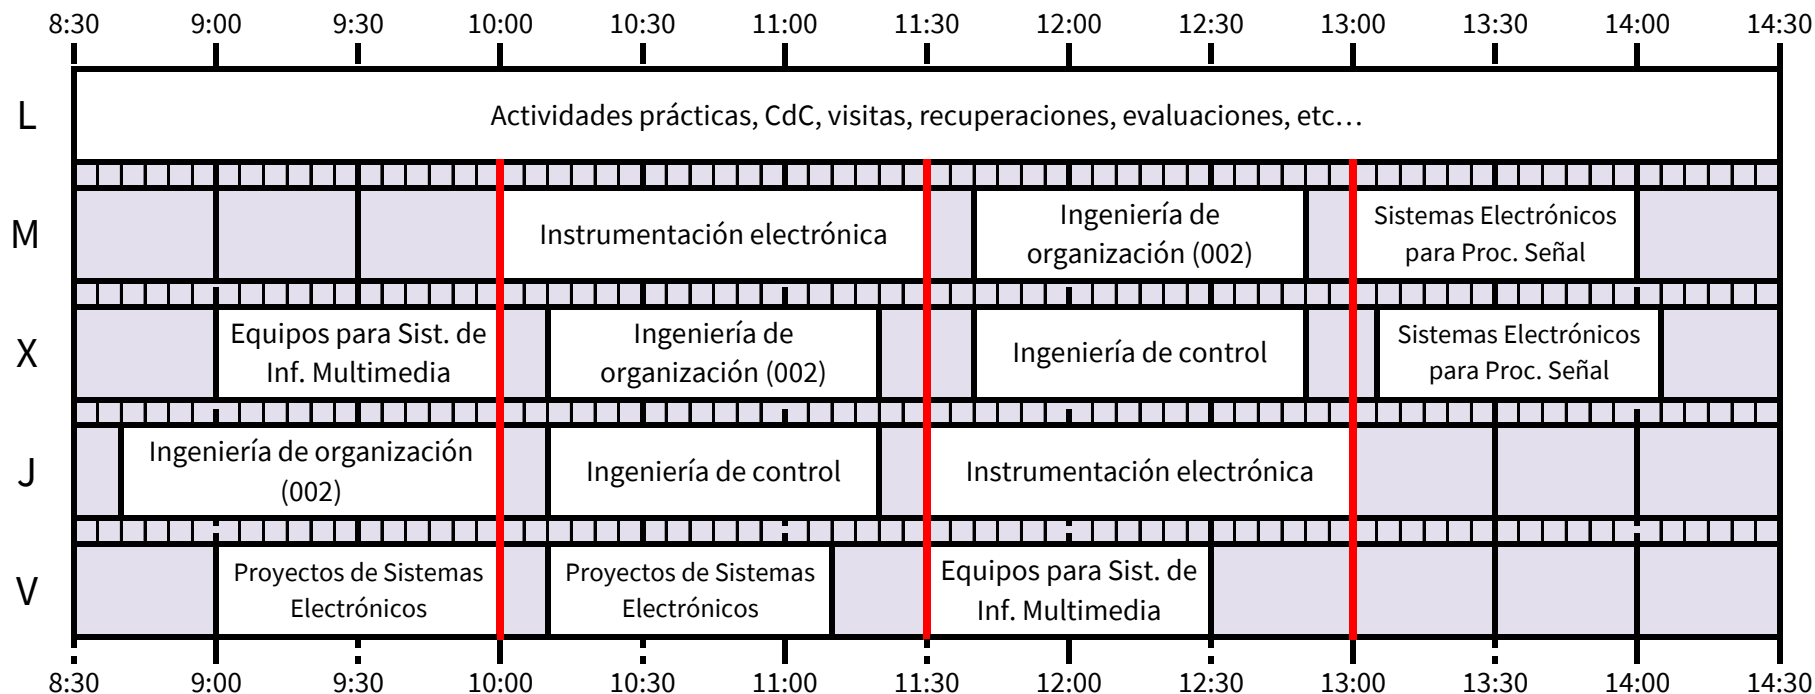 8:30 9:00 9:30 10:00 10:30 11:00 11:30 12:00 12:30 13:00 13:30 14:00 14:30
L
Actividades prácticas, CdC, visitas, recuperaciones, evaluaciones, etc…
M
Instrumentación electrónica
Ingeniería de
organización (002)
Sistemas Electrónicos
para Proc. Señal
X
Equipos para Sist. de
Inf. Multimedia
Ingeniería de
organización (002)
Ingeniería de control
Sistemas Electrónicos
para Proc. Señal
J
Ingeniería de organización
(002)
Ingeniería de control
Instrumentación electrónica
V
Proyectos de Sistemas
Electrónicos
Proyectos de Sistemas
Electrónicos
Equipos para Sist. de
Inf. Multimedia
8:30 9:00 9:30 10:00 10:30 11:00 11:30 12:00 12:30 13:00 13:30 14:00 14:30